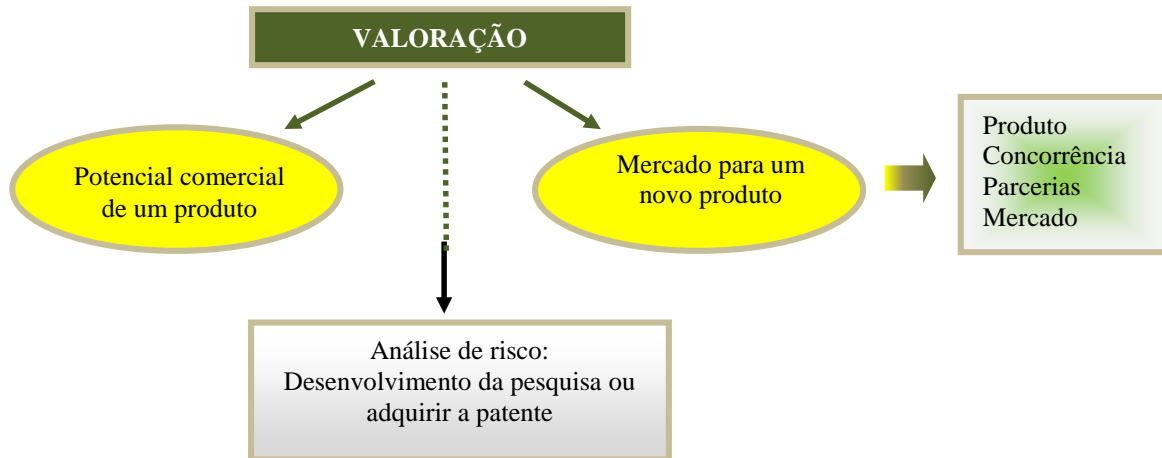 VALORAÇÃO
Potencial comercial
de um produto
Mercado para um
novo produto
Produto
Concorrência
Parcerias
Mercado
Análise de risco:
Desenvolvimento da pesquisa ou
adquirir a patente